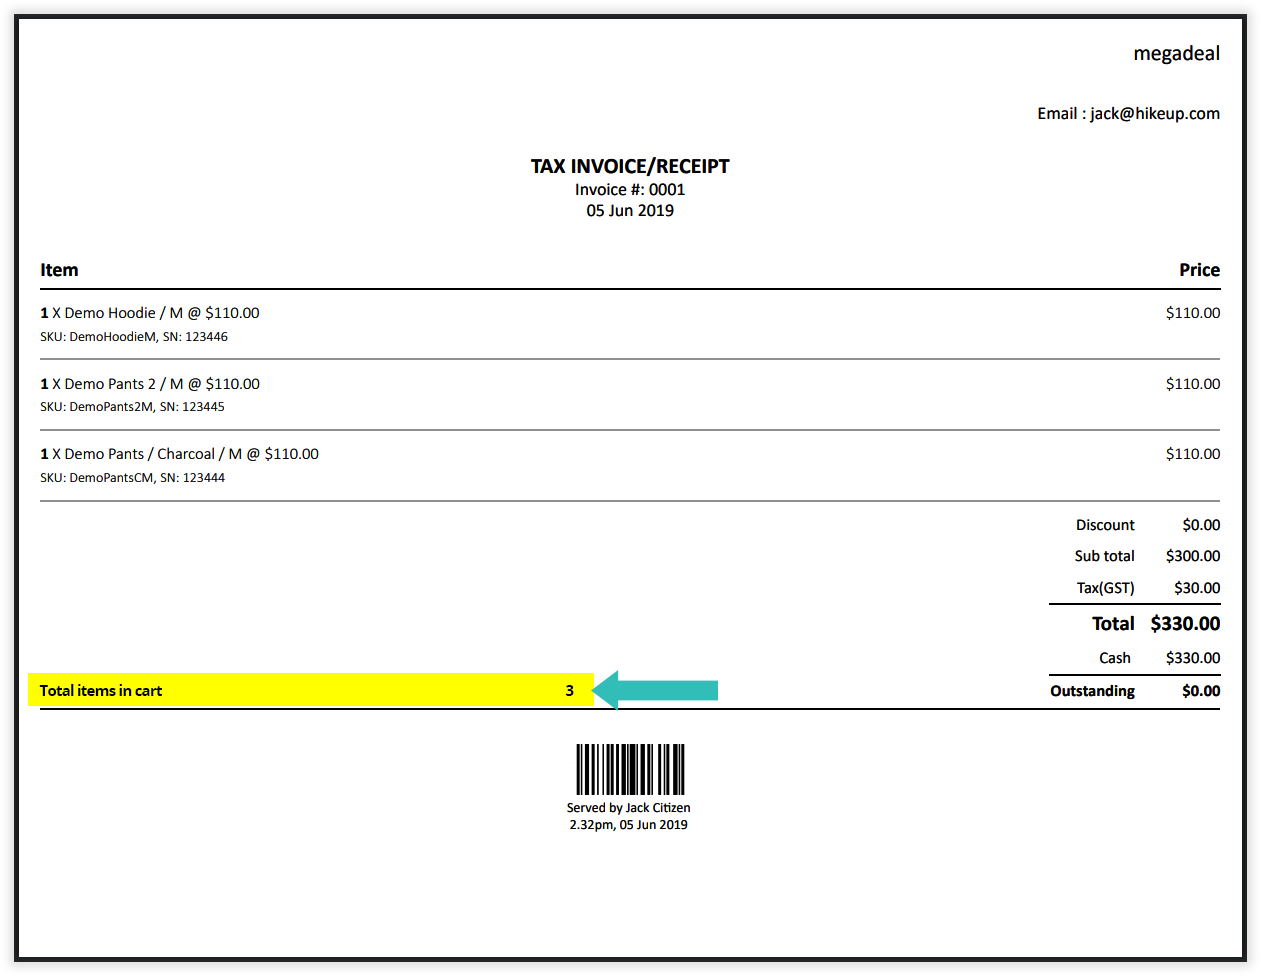 megadeal
Email : jack@hikeup.com
TAX INVOICE/RECEIPT
Invoice #: 0001
05 Jun 2019
Item Price
1 X Demo Hoodie / M @ $110.00 $110.00
SKU: DemoHoodieM, SN: 123446
1 X Demo Pants 2 / M @ $110.00 $110.00
SKU: DemoPants2M, SN: 123445
1 X Demo Pants / Charcoal / M @ $110.00 $110.00
SKU: DemoPantsCM, SN: 123444
Discount $0.00
Sub total $300.00
Tax(GST) $30.00
Total $330.00
Cash $330.00
Total items in cart 3 Outstanding $0.00
Served by Jack Citizen
2.32pm, 05 Jun 2019